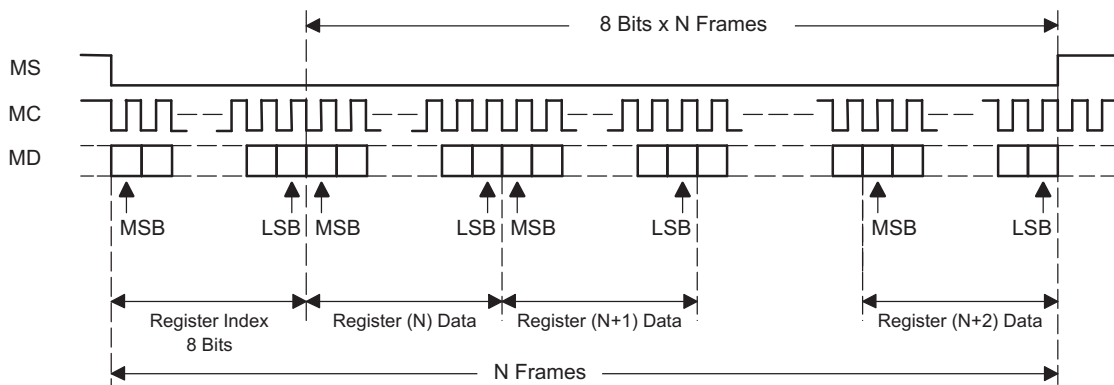 8 Bits x N Frames
MS
MC
MD
MSB LSB MSB LSB MSB LSB MSB LSB
Register Index
8 Bits
Register (N) Data
Register (N+1) Data
Register (N+2) Data
N Frames